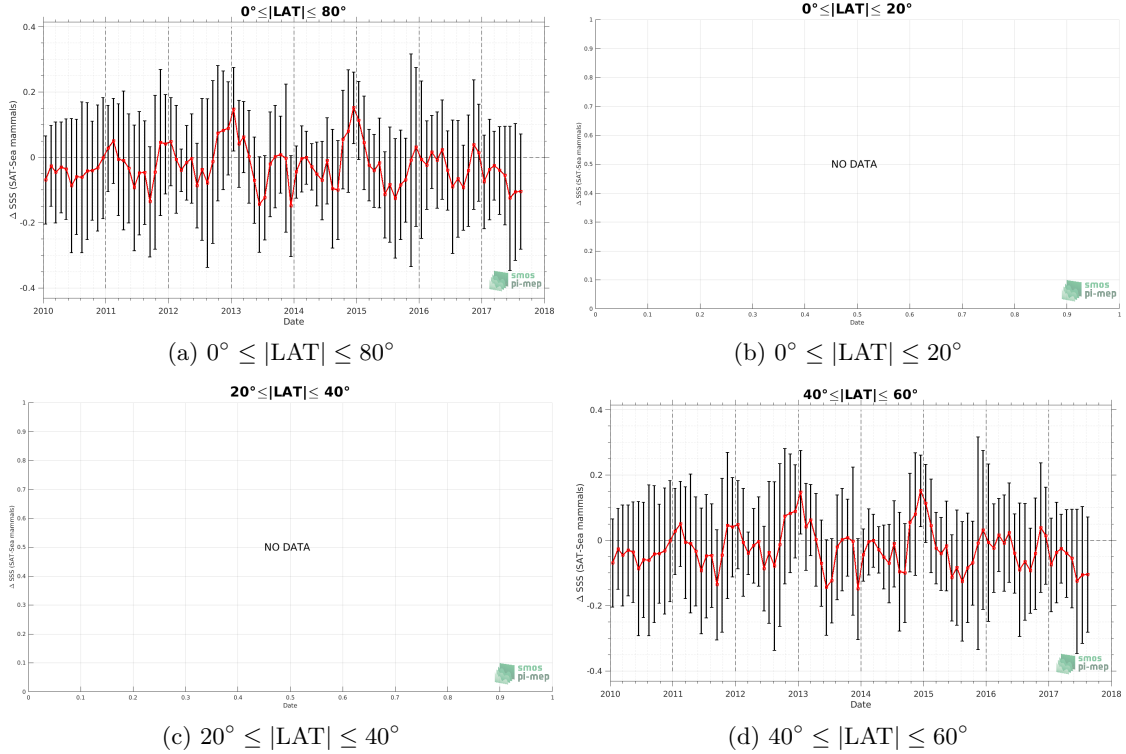 0°≤|LAT|≤ 80°
0.4
0.2
0
-0.2
-0.4
Δ SSS (SAT-Sea mammals)
2010 2011 2012 2013 2014 2015 2016 2017 2018
Date
smos
pi-mep
(a) 0° ≤ |LAT| ≤ 80°
0°≤|LAT|≤ 20°
1
0.9
0.8
0.7
0.6
0.5
0.4
0.3
0.2
0.1
0
Δ SSS (SAT-Sea mammals)
NO DATA
0 0.1 0.2 0.3 0.4 0.5 0.6 0.7 0.8 0.9 1
Date
smos
pi-mep
(b) 0° ≤ |LAT| ≤ 20°
20°≤|LAT|≤ 40°
1
0.9
0.8
0.7
0.6
0.5
0.4
0.3
0.2
0.1
0
Δ SSS (SAT-Sea mammals)
NO DATA
0 0.1 0.2 0.3 0.4 0.5 0.6 0.7 0.8 0.9 1
Date
smos
pi-mep
(c) 20° ≤ |LAT| ≤ 40°
40°≤|LAT|≤ 60°
0.4
0.2
0
-0.2
-0.4
Δ SSS (SAT-Sea mammals)
2010 2011 2012 2013 2014 2015 2016 2017 2018
Date
smos
pi-mep
(d) 40° ≤ |LAT| ≤ 60°